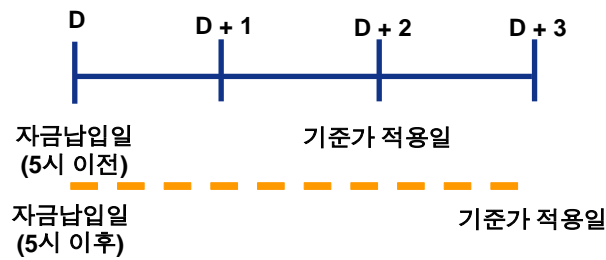 D D + 1 D + 2 D + 3
자금납입일 기준가 적용일
(5시 이전)
자금납입일 기준가 적용일
(5시 이후)